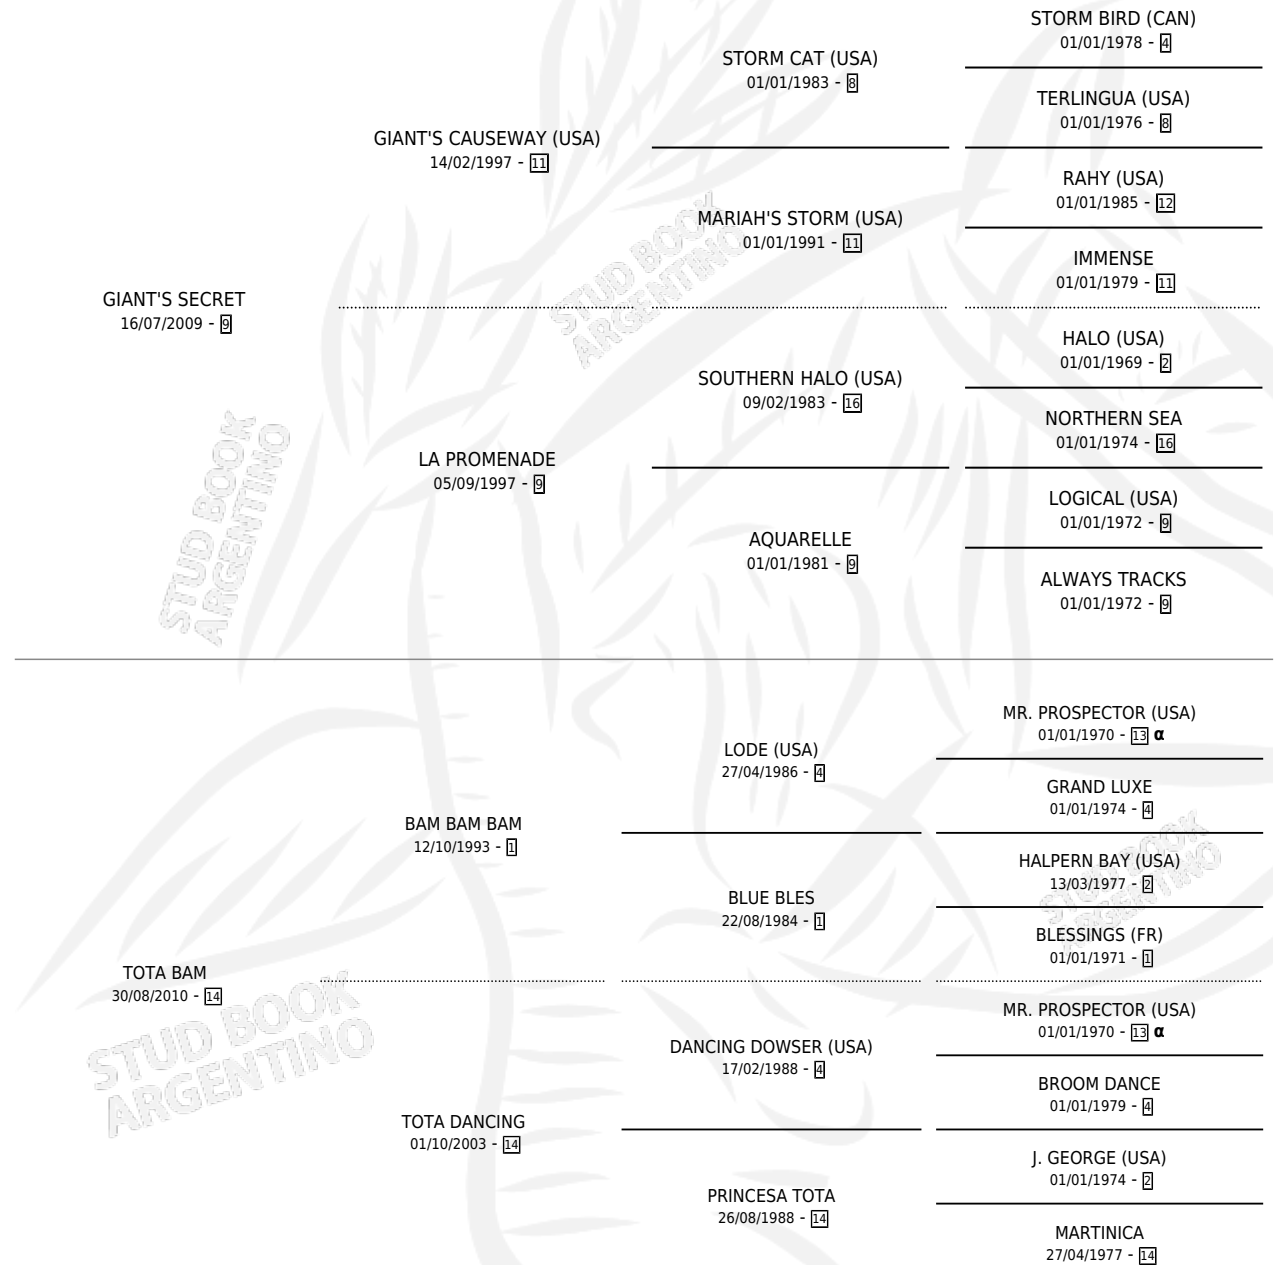 STORM BIRD (CAN)
01/01/1978 - 4
STORM CAT (USA)
01/01/1983 - 8
TERLINGUA (USA)
01/01/1976 - 8
GIANT'S CAUSEWAY (USA)
14/02/1997 - 11
RAHY (USA)
01/01/1985 - 12
MARIAH'S STORM (USA)
01/01/1991 - 11
IMMENSE
01/01/1979 - 11
GIANT'S SECRET
16/07/2009 - 9
HALO (USA)
01/01/1969 - 2
SOUTHERN HALO (USA)
09/02/1983 - 16
NORTHERN SEA
01/01/1974 - 16
LA PROMENADE
05/09/1997 - 9
LOGICAL (USA)
01/01/1972 - 9
AQUARELLE
01/01/1981 - 9
ALWAYS TRACKS
01/01/1972 - 9
MR. PROSPECTOR (USA)
01/01/1970 - 13 α
LODE (USA)
27/04/1986 - 4
GRAND LUXE
01/01/1974 - 4
BAM BAM BAM
12/10/1993 - 1
HALPERN BAY (USA)
13/03/1977 - 2
BLUE BLES
22/08/1984 - 1
BLESSINGS (FR)
01/01/1971 - 1
TOTA BAM
30/08/2010 - 14
MR. PROSPECTOR (USA)
01/01/1970 - 13 α
DANCING DOWSER (USA)
17/02/1988 - 4
BROOM DANCE
01/01/1979 - 4
TOTA DANCING
01/10/2003 - 14
J. GEORGE (USA)
01/01/1974 - 2
PRINCESA TOTA
26/08/1988 - 14
MARTINICA
27/04/1977 - 14
STUD BOOK
ARGENTINO
STUD BOOK
ARGENTINO
STUD BOOK
ARGENTINO
STUD BOOK
ARGENTINO